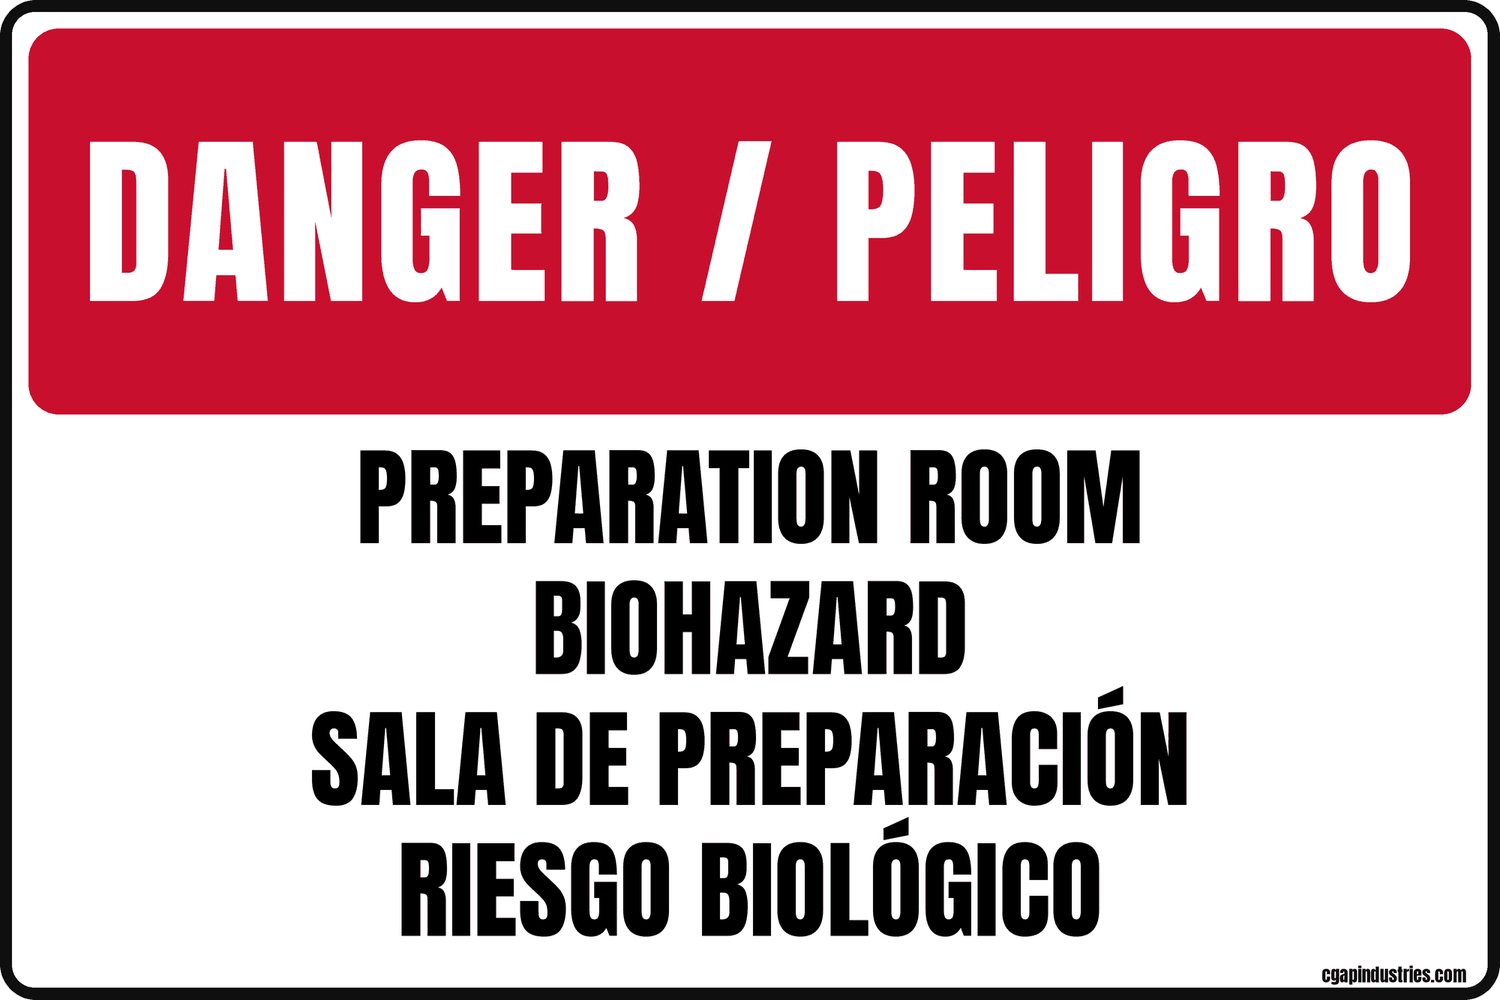 DANGER / PELIGRO
PREPARATION ROOM
BIOHAZARD
SALA DE PREPARACIÓN
RIESGO BIOLÓGICO
cgapindustries.com